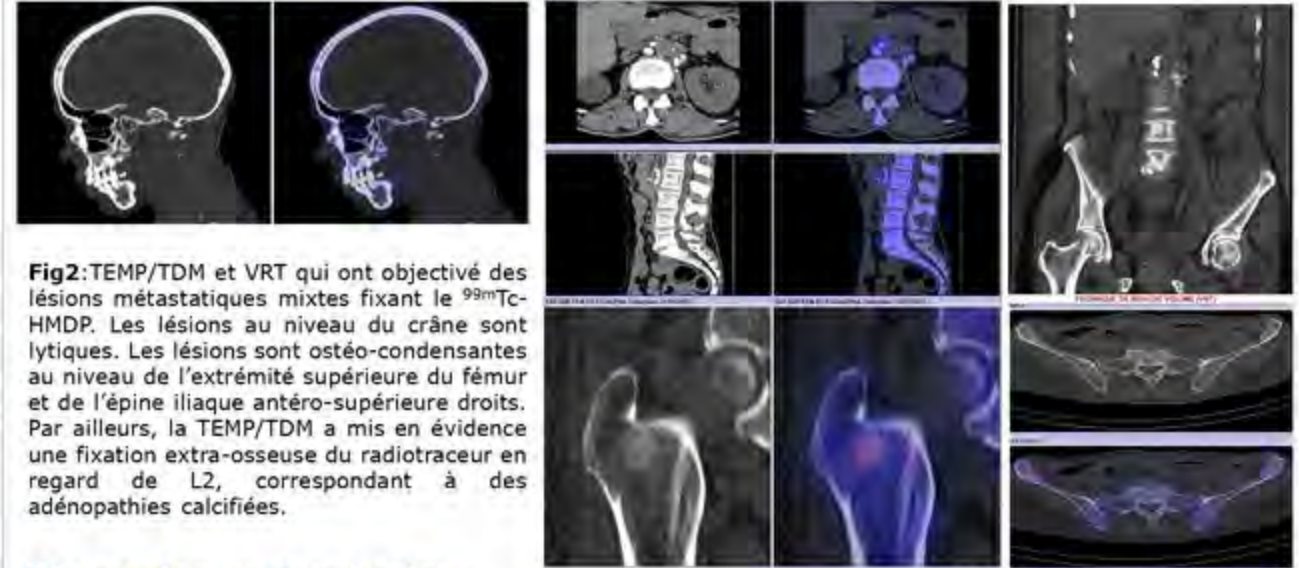 Fig2:TEMP/TDM et VRT qui ont objectivé des
lésions métastatiques mixtes fixant le ⁹⁹ᵐTc-
HMDP. Les lésions au niveau du crâne sont
lytiques. Les lésions sont ostéo-condensantes
au niveau de l’extrémité supérieure du fémur
et de l’épine iliaque antéro-supérieure droits.
Par ailleurs, la TEMP/TDM a mis en évidence
une fixation extra-osseuse du radiotraceur en
regard de L2, correspondant à des
adénopathies calcifiées.